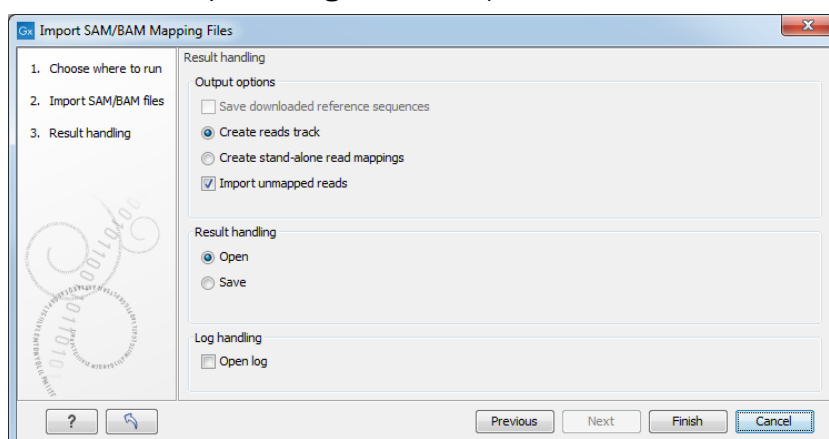 Gx Import SAM/BAM Mapping Files
1. Choose where to run
2. Import SAM/BAM files
3. Result handling
Result handling
Output options
Save downloaded reference sequences
Create reads track
Create stand-alone read mappings
Import unmapped reads
Result handling
Open
Save
Log handling
Open log
?
Previous
Next
Finish
Cancel